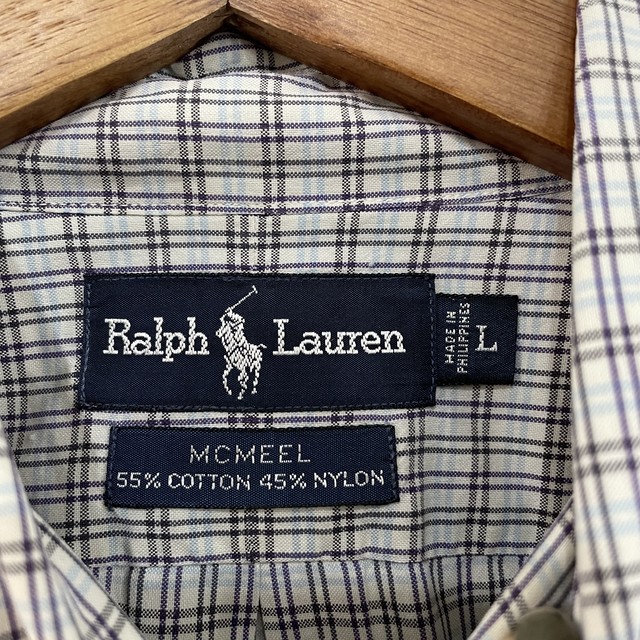 Ralph Lauren
MADE IN
PHILIPPINES
L
MCMEEL
55% COTTON 45% NYLON